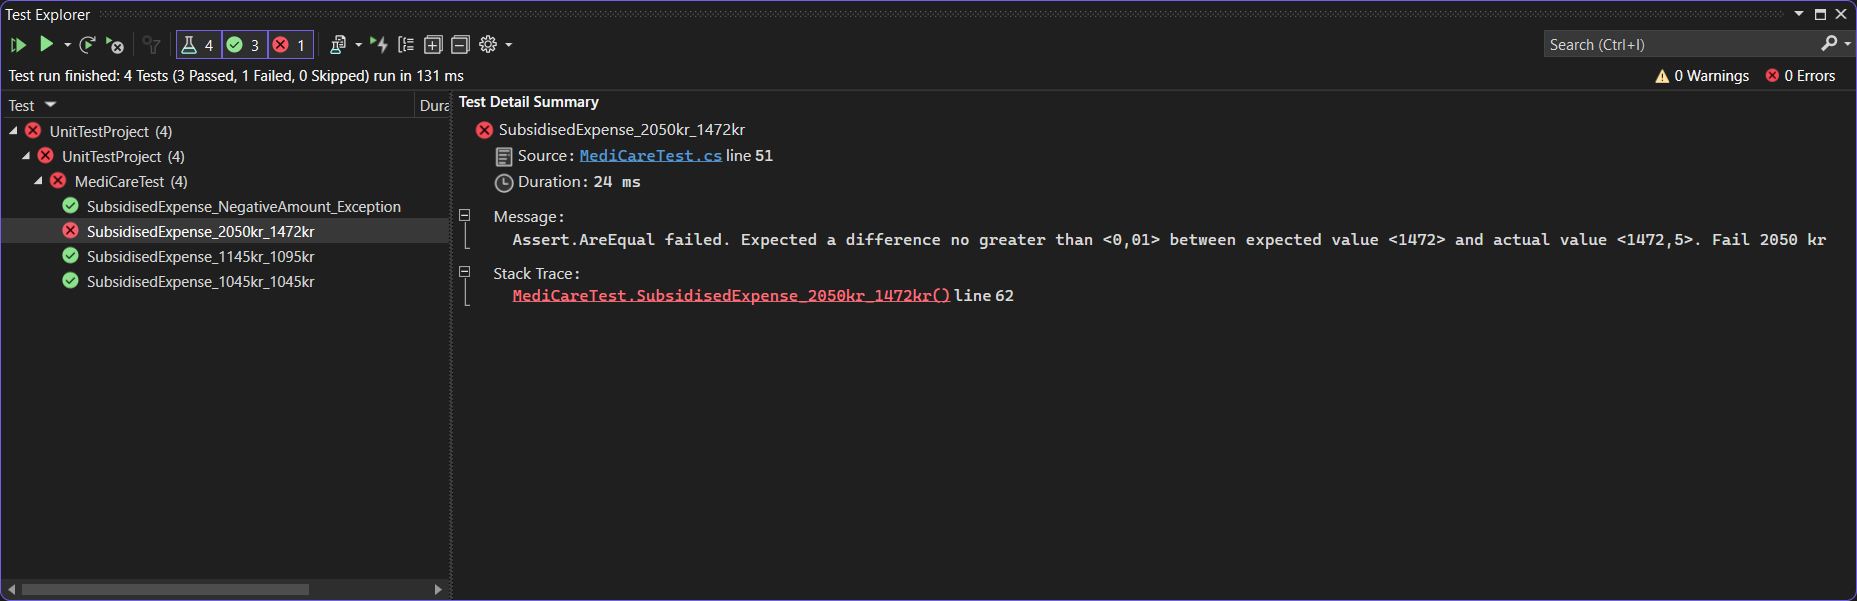 Test Explorer
4 3 1
Search (Ctrl+I)
Test run finished: 4 Tests (3 Passed, 1 Failed, 0 Skipped) run in 131 ms
0 Warnings 0 Errors
Test Dura
UnitTestProject (4)
UnitTestProject (4)
MediCareTest (4)
SubsidisedExpense_NegativeAmount_Exception
SubsidisedExpense_2050kr_1472kr
SubsidisedExpense_1145kr_1095kr
SubsidisedExpense_1045kr_1045kr
Test Detail Summary
SubsidisedExpense_2050kr_1472kr
Source: MediCareTest.cs line 51
Duration: 24 ms
Message:
Assert.AreEqual failed. Expected a difference no greater than <0,01> between expected value <1472> and actual value <1472,5>. Fail 2050 kr
Stack Trace:
MediCareTest.SubsidisedExpense_2050kr_1472kr() line 62